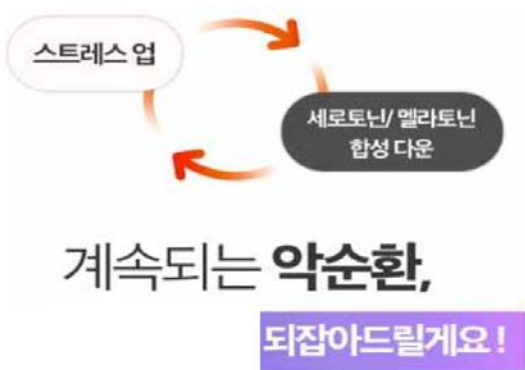 스트레스 업
세로토닌/ 멜라토닌
합성 다운
계속되는 악순환,
되잡아드릴게요!